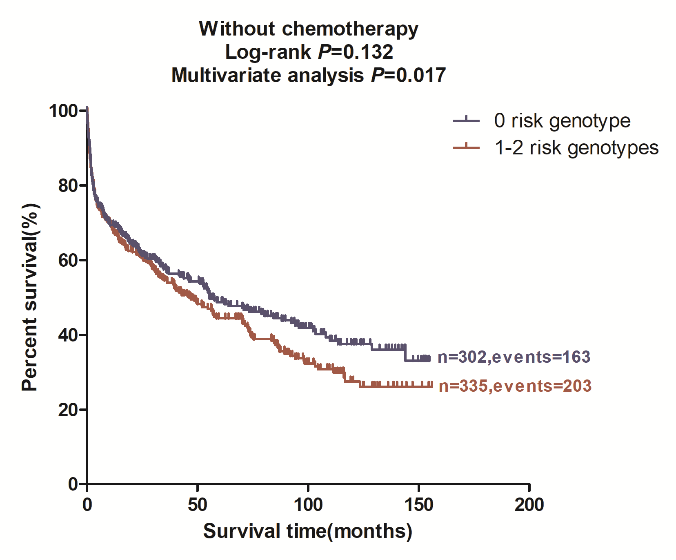 Without chemotherapy
Log-rank P=0.132
Multivariate analysis P=0.017
100
80
60
40
20
0
Percent survival(%)
0 risk genotype
1-2 risk genotypes
n=302,events=163
n=335,events=203
0 50 100 150 200
Survival time(months)